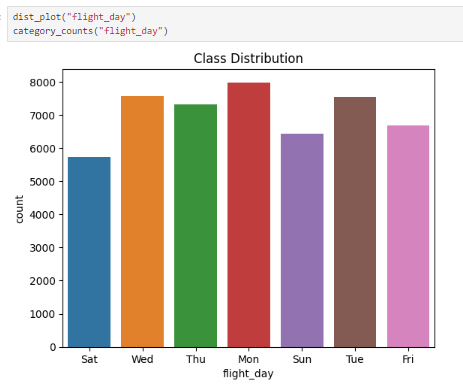 dist_plot("flight_day")
category_counts("flight_day")
Class Distribution
8000
7000
6000
5000
4000
3000
2000
1000
0
count
Sat Wed Thu Mon Sun Tue Fri
flight_day